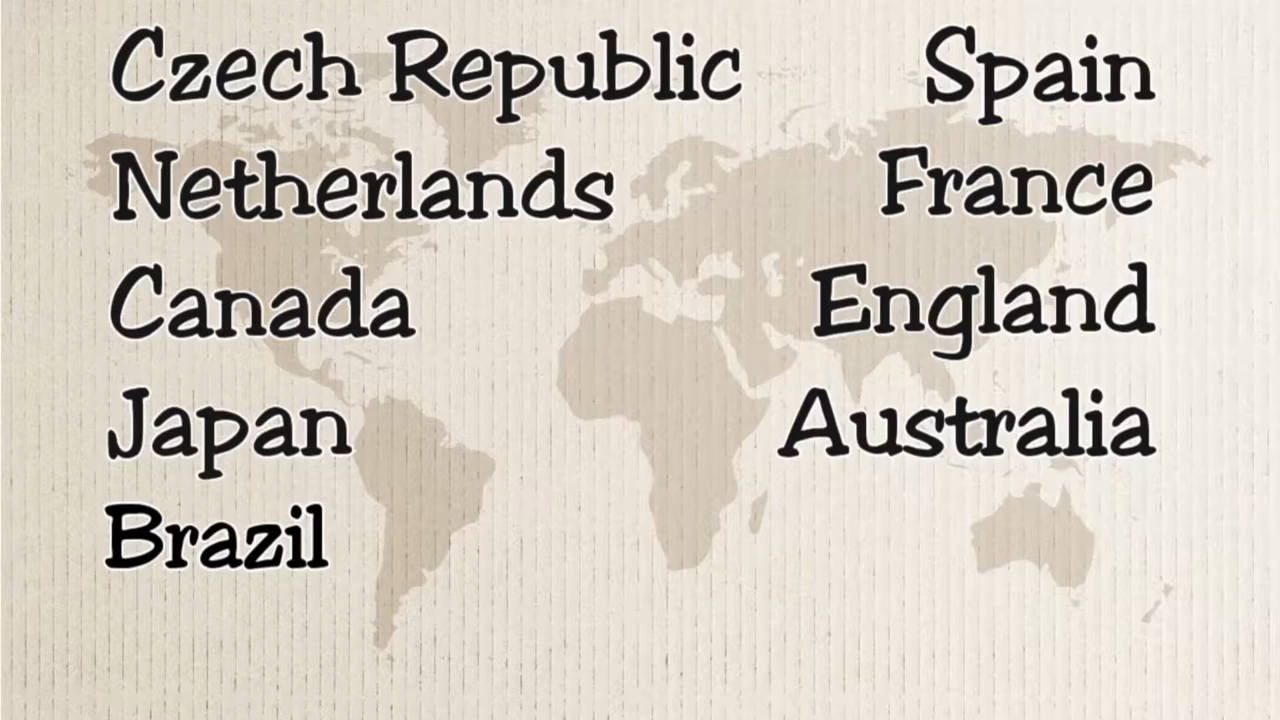 Czech Republic
Netherlands
Canada
Japan
Brazil
Spain
France
England
Australia